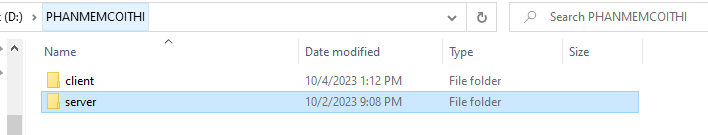 (D:) PHANMEMCOITHI Search PHANMEMCOITHI
Name Date modified Type Size
client 10/4/2023 1:12 PM File folder
server 10/2/2023 9:08 PM File folder